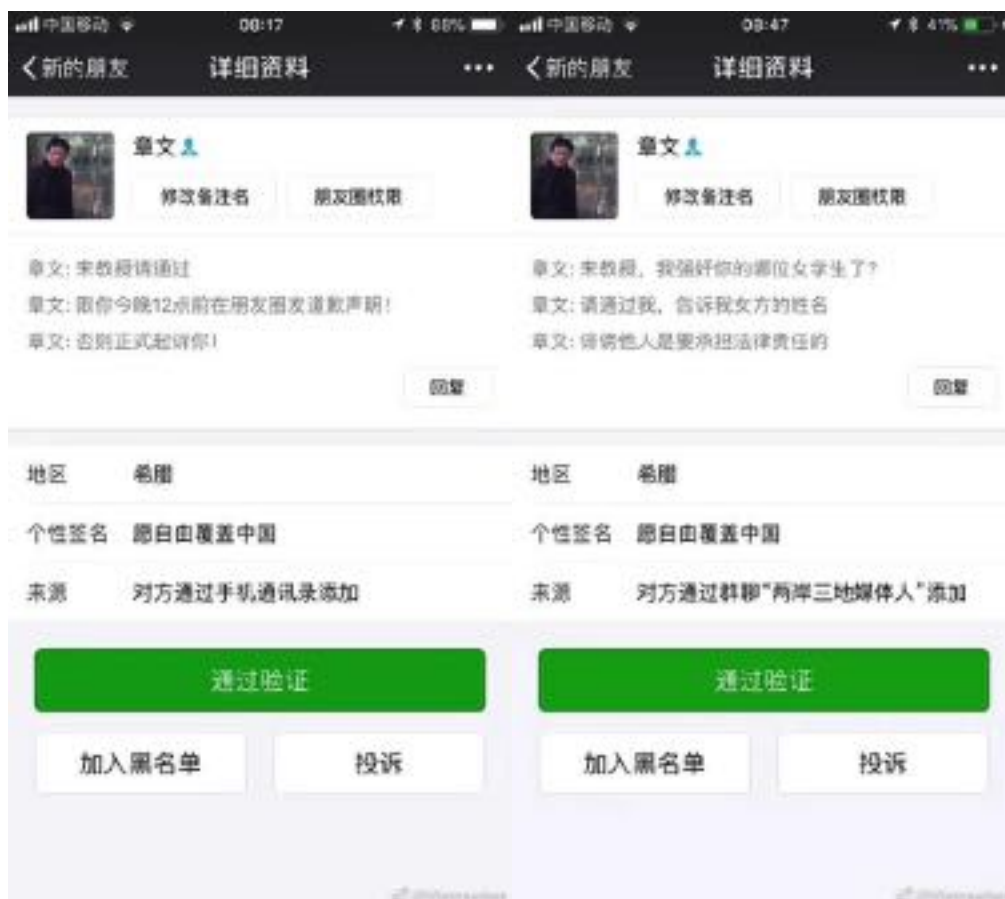 中国移动 00:17 88%
新的朋友 详细资料
章文
修改备注名 朋友圈权限
章文: 宋教授请通过
章文: 限你今晚12点前在朋友圈发道歉声明!
章文: 否则正式起诉你!
回复
地区 希腊
个性签名 愿自由覆盖中国
来源 对方通过手机通讯录添加
通过验证
加入黑名单 投诉
中国移动 08:47 41%
新的朋友 详细资料
章文
修改备注名 朋友圈权限
章文: 宋教授，我强奸你的哪位女学生了?
章文: 请通过我，告诉我女方的姓名
章文: 诽谤他人是要承担法律责任的
回复
地区 希腊
个性签名 愿自由覆盖中国
来源 对方通过群聊"两岸三地媒体人"添加
通过验证
加入黑名单 投诉